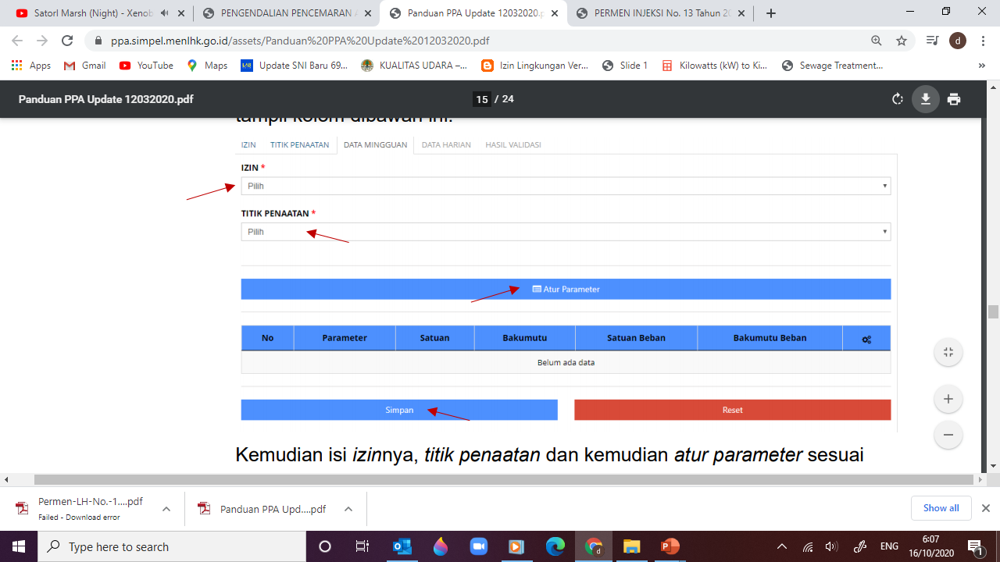 Satorl Marsh (Night) - Xenob
PENGENDALIAN PENCEMARAN A
Panduan PPA Update 12032020.p
PERMEN INJEKSI No. 13 Tahun 20
ppa.simpel.menlhk.go.id/assets/Panduan%20PPA%20Update%2012032020.pdf
d
Apps
Gmail
YouTube
Maps
Update SNI Baru 69...
KUALITAS UDARA –...
Izin Lingkungan Ver...
Slide 1
Kilowatts (kW) to Ki...
Sewage Treatment...
»
Panduan PPA Update 12032020.pdf
15 / 24
tampil kolom dibawah ini:
IZIN TITIK PENAATAN DATA MINGGUAN DATA HARIAN HASIL VALIDASI
IZIN *
Pilih
TITIK PENAATAN *
Pilih
Atur Parameter
No Parameter Satuan Bakumutu Satuan Beban Bakumutu Beban
Belum ada data
Simpan Reset
Kemudian isi izinnya, titik penaatan dan kemudian atur parameter sesuai
Permen-LH-No.-1....pdf
Failed - Download error
Panduan PPA Upd....pdf
Show all
Type here to search
ENG
6:07
16/10/2020
1